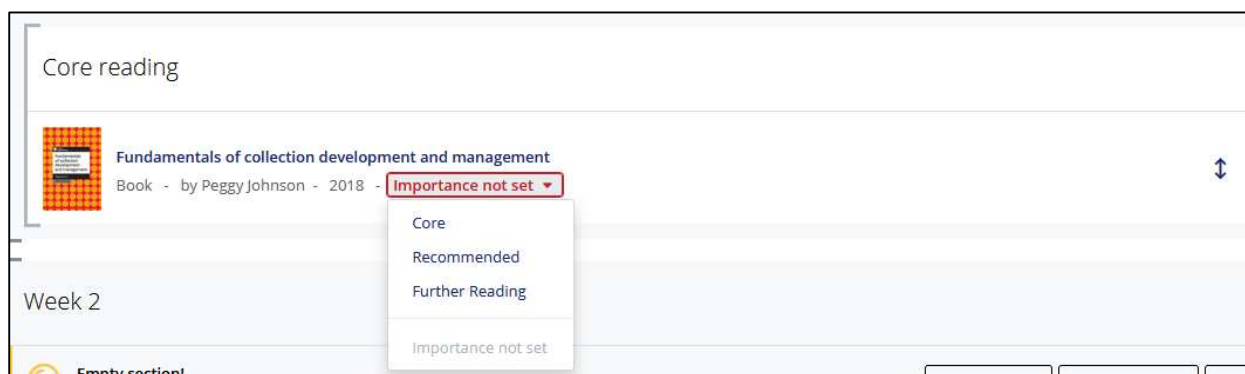 Core reading
Fundamentals of collection development and management
Book - by Peggy Johnson - 2018 - Importance not set
Core
Recommended
Further Reading
Importance not set
Week 2
Empty section!